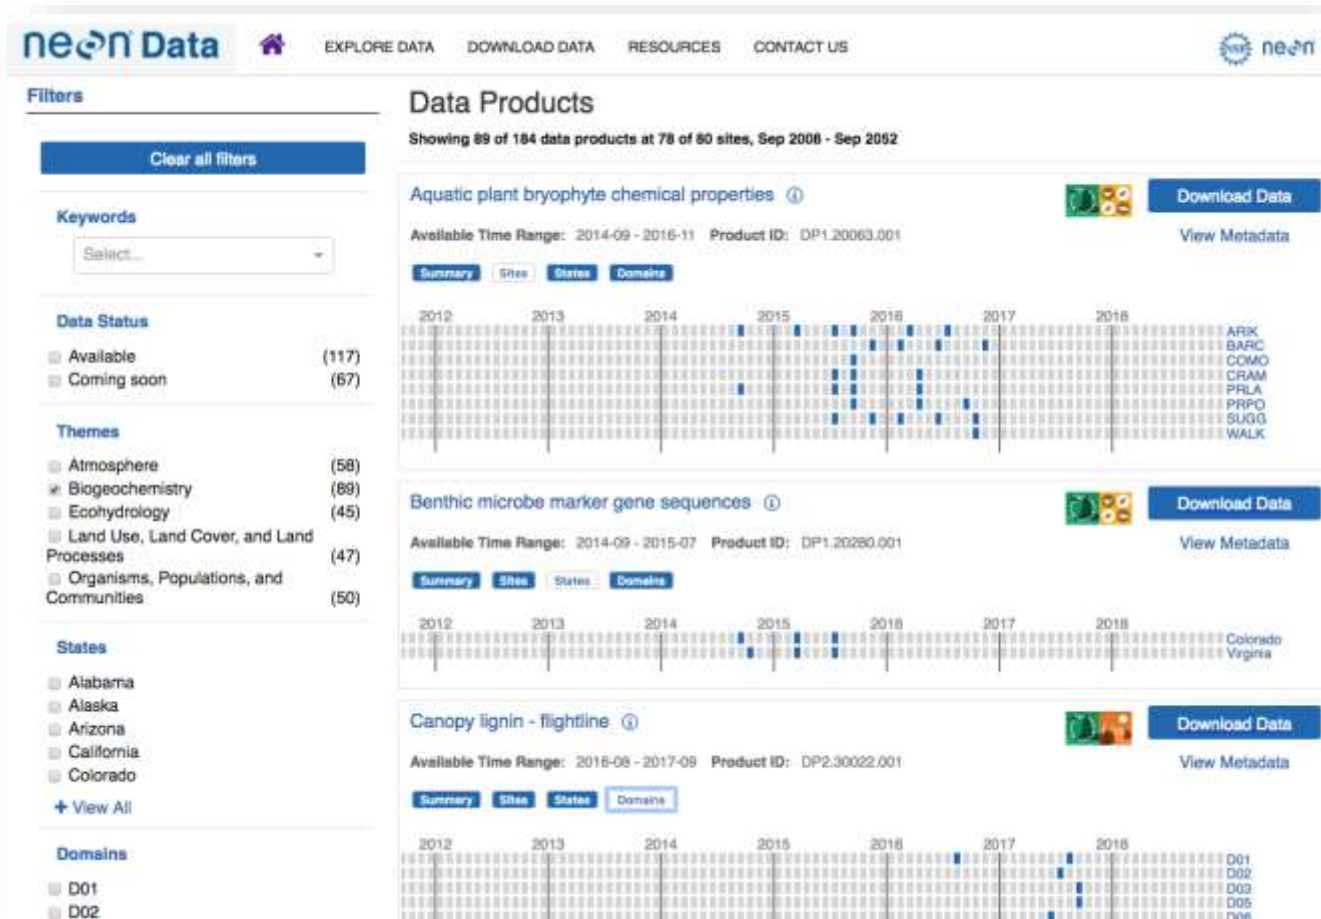 neon Data
EXPLORE DATA DOWNLOAD DATA RESOURCES CONTACT US
NSF neon
Filters
Clear all filters
Keywords
Select...
Data Status
Available (117)
Coming soon (67)
Themes
Atmosphere (58)
Biogeochemistry (89)
Ecohydrology (45)
Land Use, Land Cover, and Land
Processes (47)
Organisms, Populations, and
Communities (50)
States
Alabama
Alaska
Arizona
California
Colorado
+ View All
Domains
D01
D02
Data Products
Showing 89 of 184 data products at 78 of 80 sites, Sep 2008 - Sep 2052
Aquatic plant bryophyte chemical properties
Download Data
Available Time Range: 2014-09 - 2016-11 Product ID: DP1.20063.001
View Metadata
Summary Sites States Domains
2012 2013 2014 2015 2016 2017 2018
ARIK
BARC
COMO
CRAM
PRLA
PRPO
SUGG
WALK
Benthic microbe marker gene sequences
Download Data
Available Time Range: 2014-09 - 2015-07 Product ID: DP1.20280.001
View Metadata
Summary Sites States Domains
2012 2013 2014 2015 2016 2017 2018
Colorado
Virginia
Canopy lignin - flightline
Download Data
Available Time Range: 2016-08 - 2017-09 Product ID: DP2.30022.001
View Metadata
Summary Sites States Domains
2012 2013 2014 2015 2016 2017 2018
D01
D02
D03
D05
D06